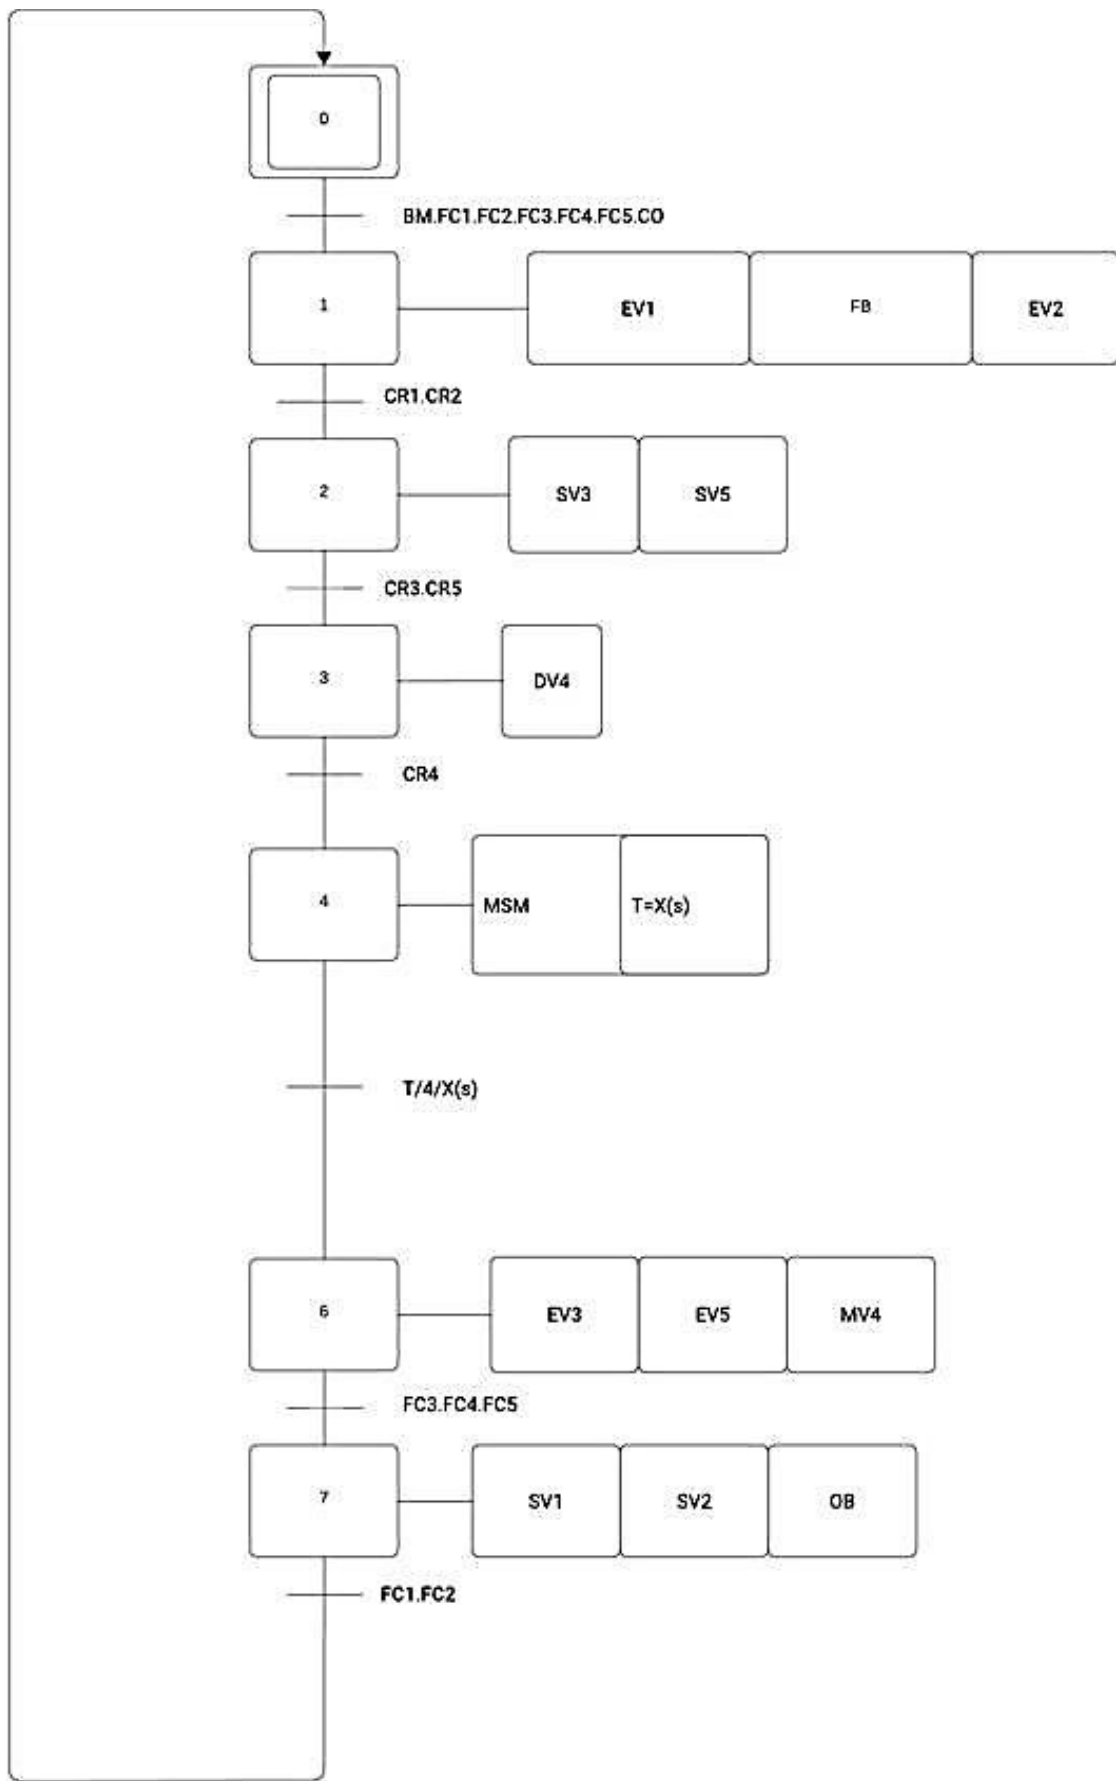 0
BM.FC1.FC2.FC3.FC4.FC5.CO
1 EV1 FB EV2
CR1.CR2
2 SV3 SV5
CR3.CR5
3 DV4
CR4
4 MSM T=X(s)
T/4/X(s)
6 EV3 EV5 MV4
FC3.FC4.FC5
7 SV1 SV2 OB
FC1.FC2